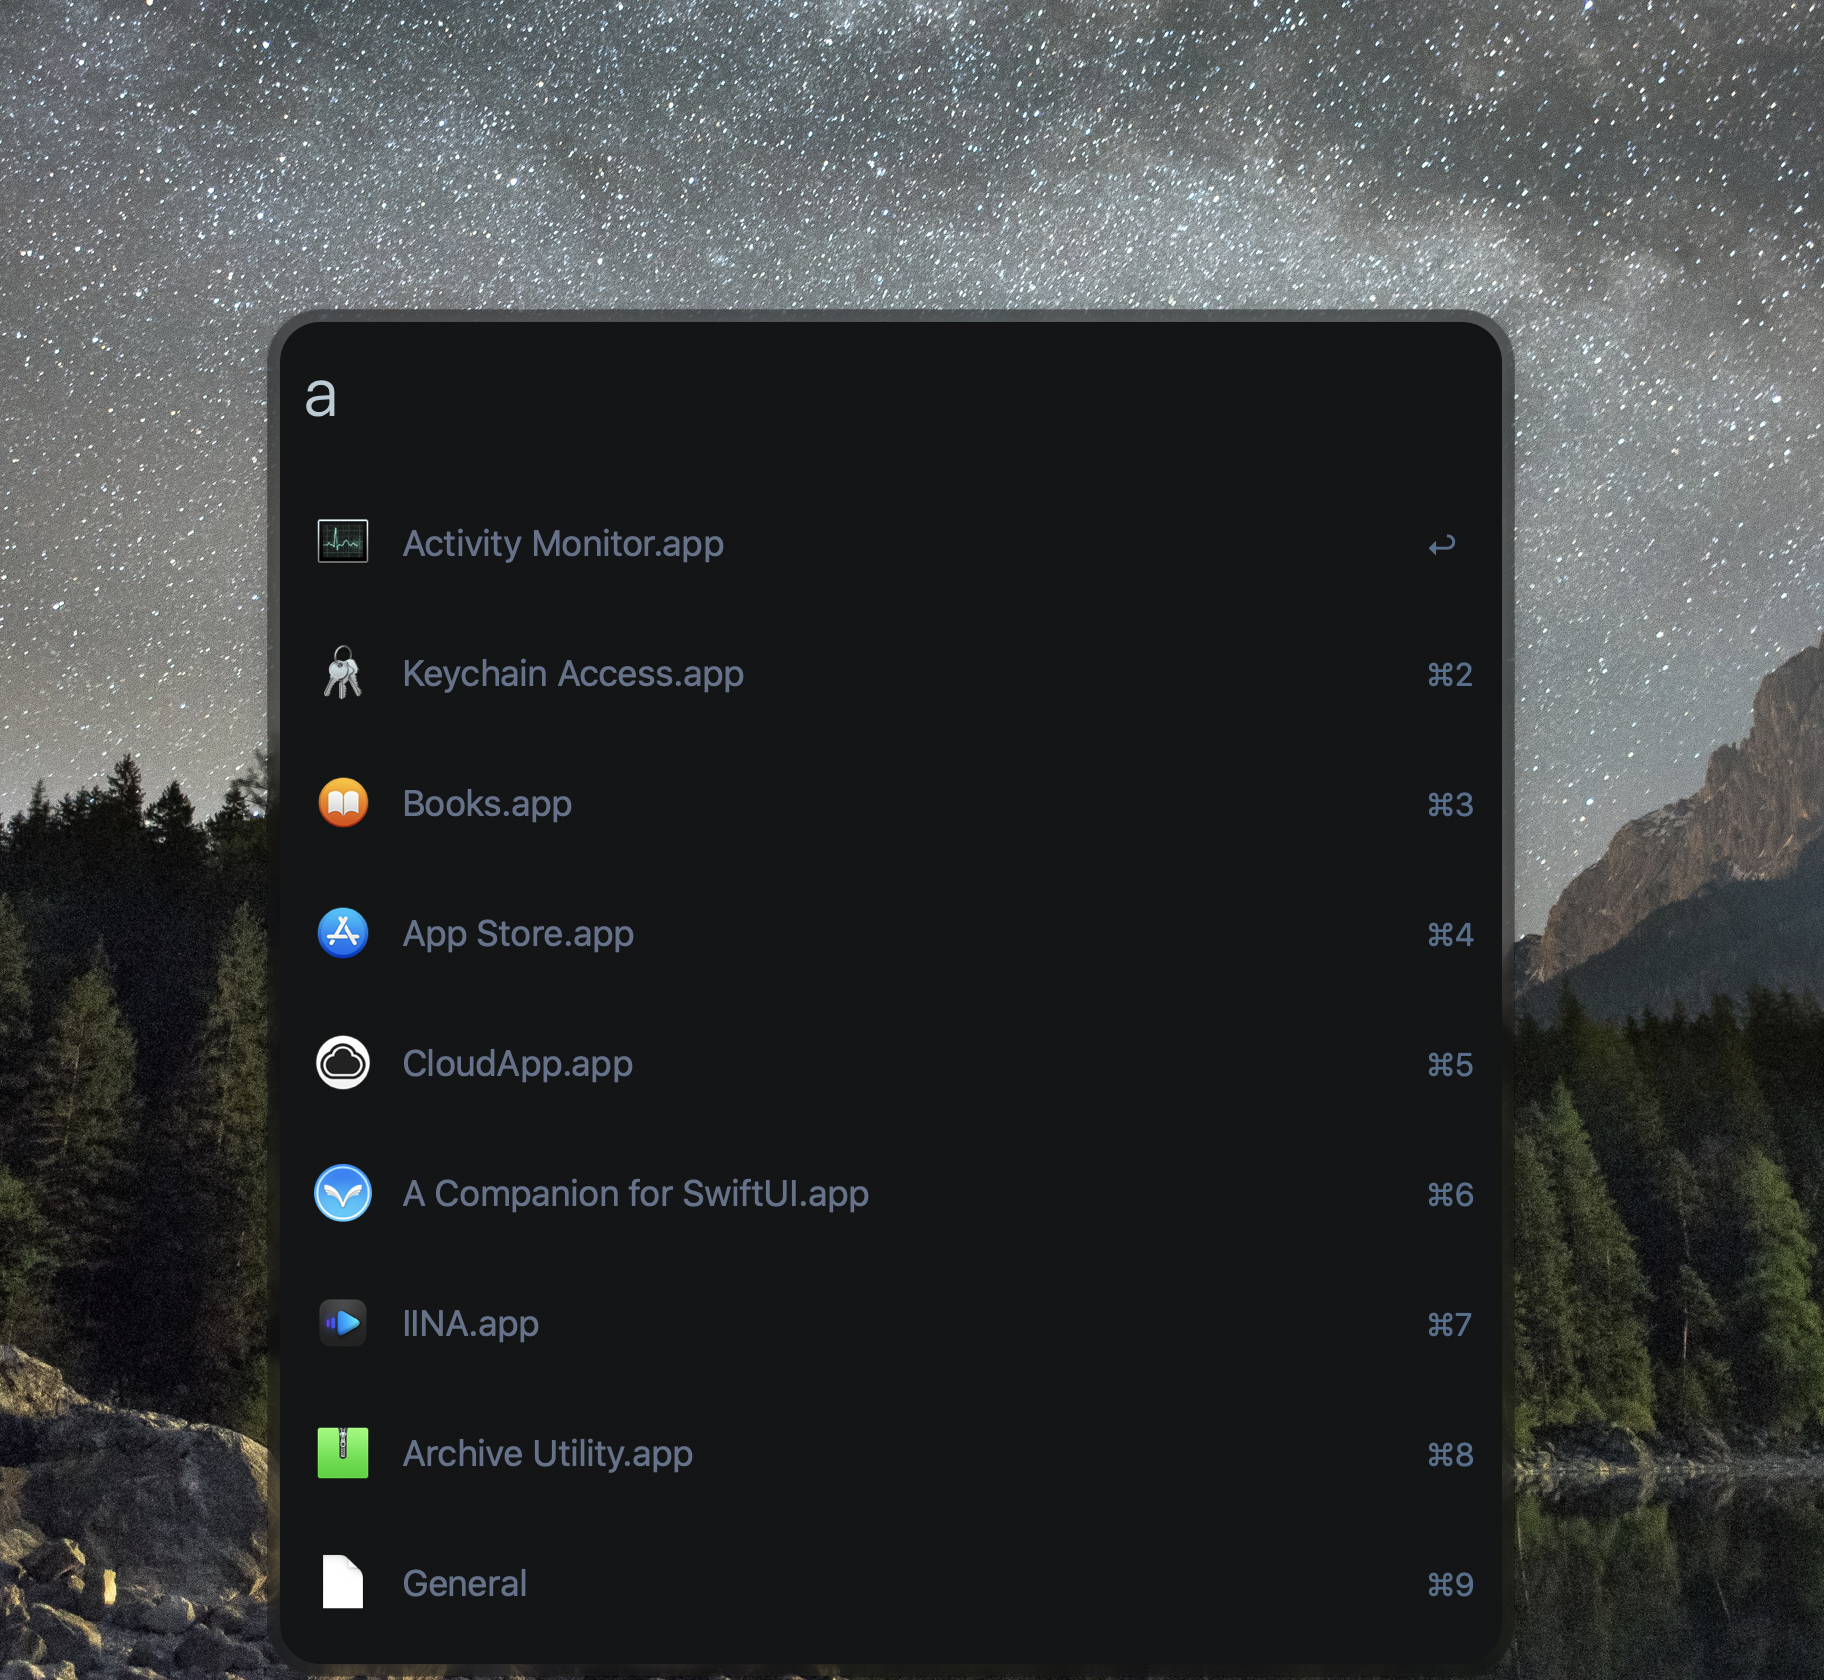 a
Activity Monitor.app ↩
Keychain Access.app ⌘2
Books.app ⌘3
App Store.app ⌘4
CloudApp.app ⌘5
A Companion for SwiftUI.app ⌘6
IINA.app ⌘7
Archive Utility.app ⌘8
General ⌘9